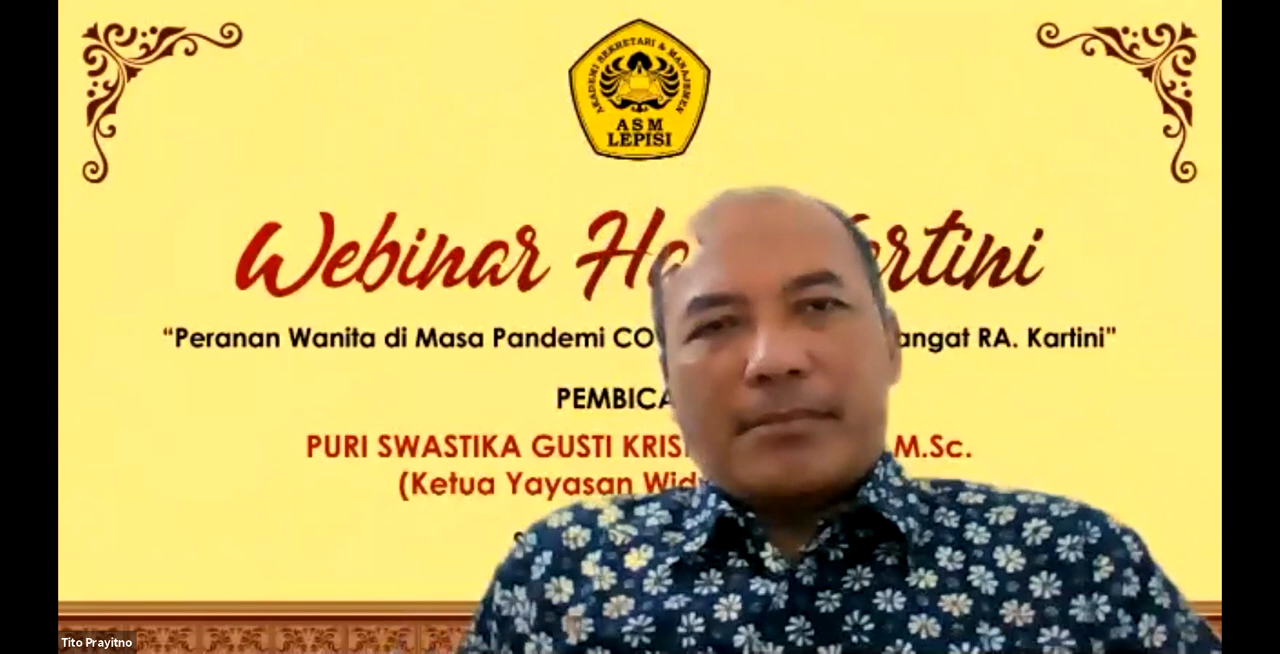 AKADEMI SEKRETARI & MANAJEMEN
ASM
LEPISI
Webinar Ha rtini
“Peranan Wanita di Masa Pandemi CO angat RA. Kartini”
PEMBICA
PURI SWASTIKA GUSTI KRIS M.Sc.
(Ketua Yayasan Wid
Tito Prayitno